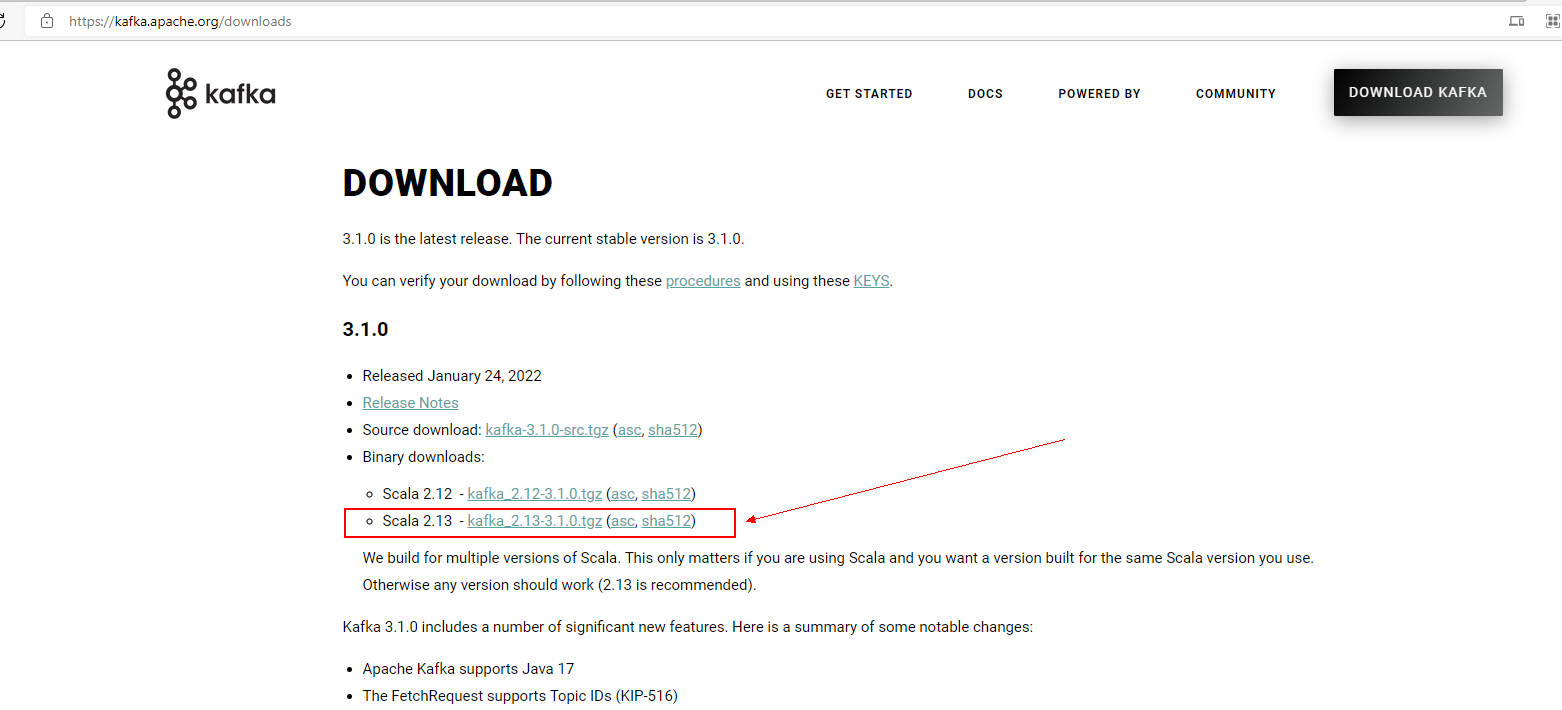 https://kafka.apache.org/downloads
kafka
GET STARTED DOCS POWERED BY COMMUNITY DOWNLOAD KAFKA
DOWNLOAD
3.1.0 is the latest release. The current stable version is 3.1.0.
You can verify your download by following these procedures and using these KEYS.
3.1.0
Released January 24, 2022
Release Notes
Source download: kafka-3.1.0-src.tgz (asc, sha512)
Binary downloads:
Scala 2.12 - kafka_2.12-3.1.0.tgz (asc, sha512)
Scala 2.13 - kafka_2.13-3.1.0.tgz (asc, sha512)
We build for multiple versions of Scala. This only matters if you are using Scala and you want a version built for the same Scala version you use.
Otherwise any version should work (2.13 is recommended).
Kafka 3.1.0 includes a number of significant new features. Here is a summary of some notable changes:
Apache Kafka supports Java 17
The FetchRequest supports Topic IDs (KIP-516)